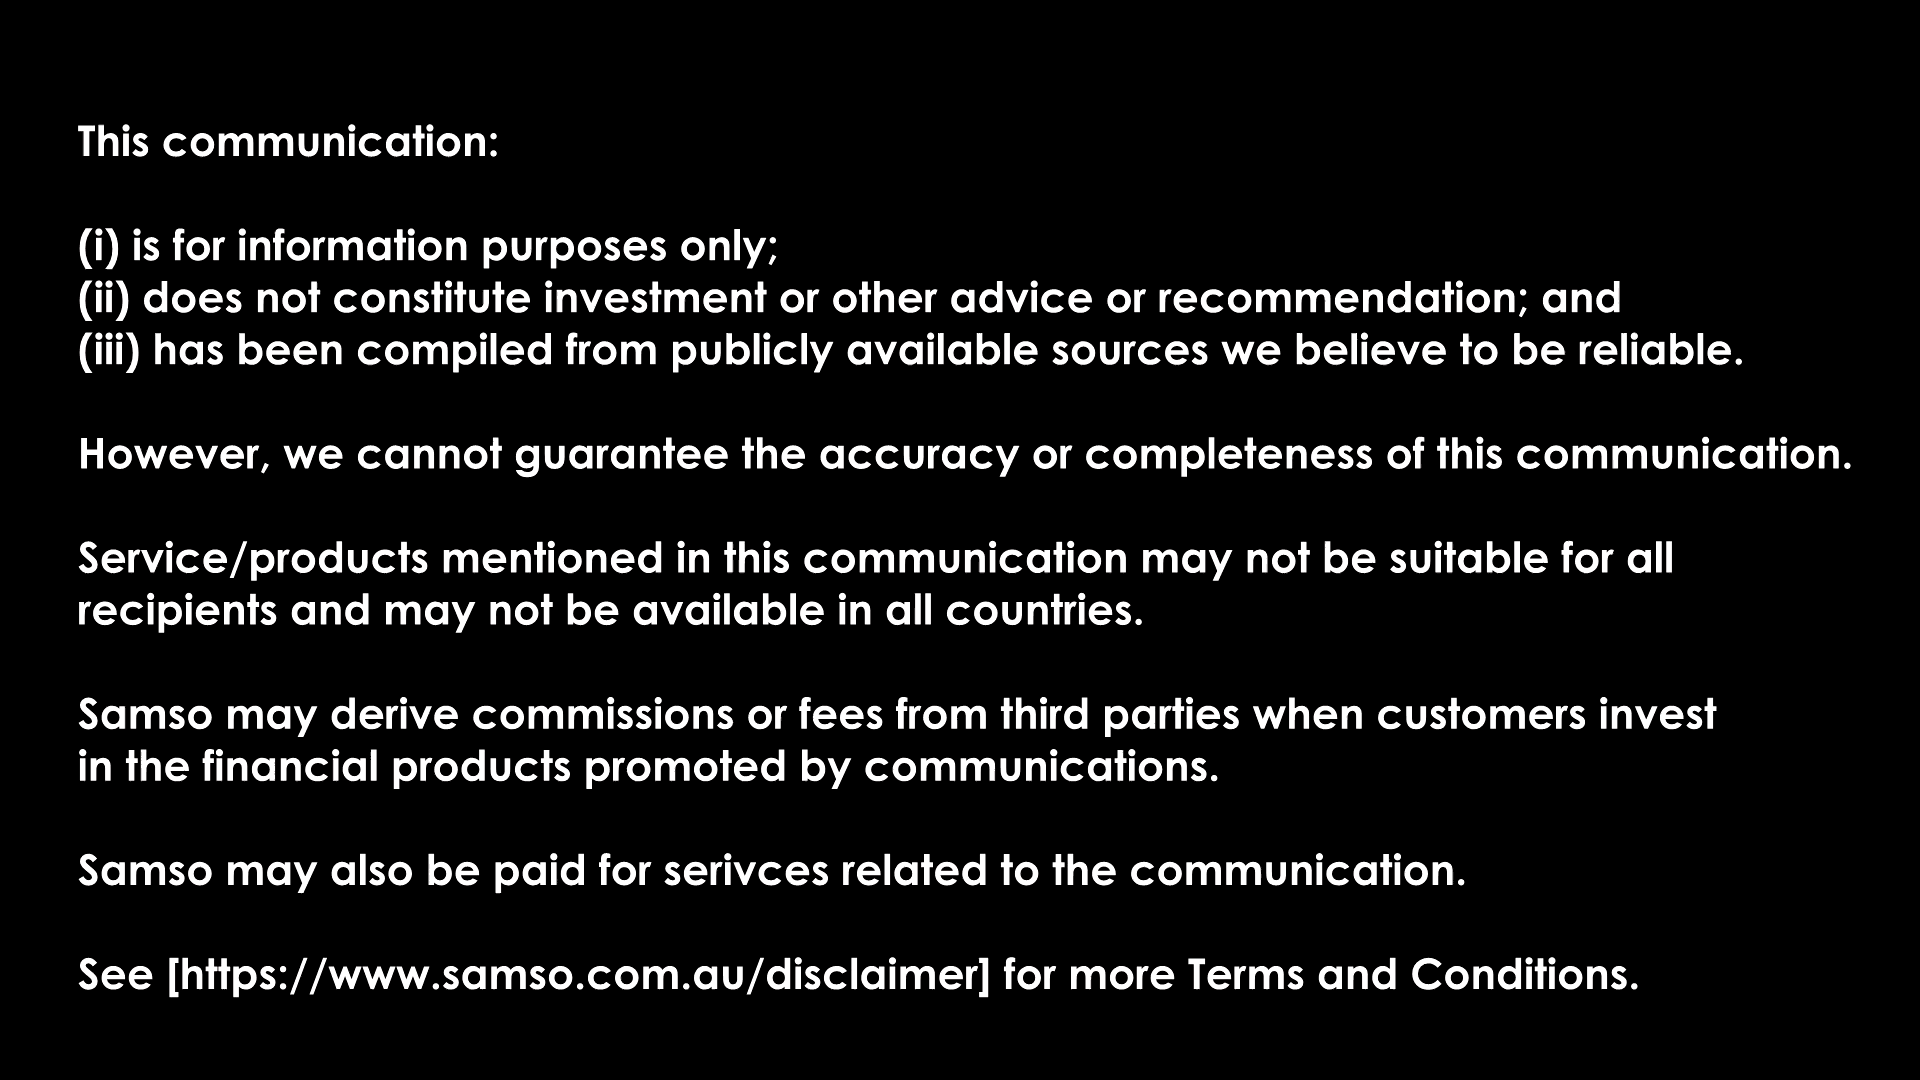 This communication:
(i) is for information purposes only;
(ii) does not constitute investment or other advice or recommendation; and
(iii) has been compiled from publicly available sources we believe to be reliable.
However, we cannot guarantee the accuracy or completeness of this communication.
Service/products mentioned in this communication may not be suitable for all
recipients and may not be available in all countries.
Samso may derive commissions or fees from third parties when customers invest
in the financial products promoted by communications.
Samso may also be paid for serivces related to the communication.
See [https://www.samso.com.au/disclaimer] for more Terms and Conditions.